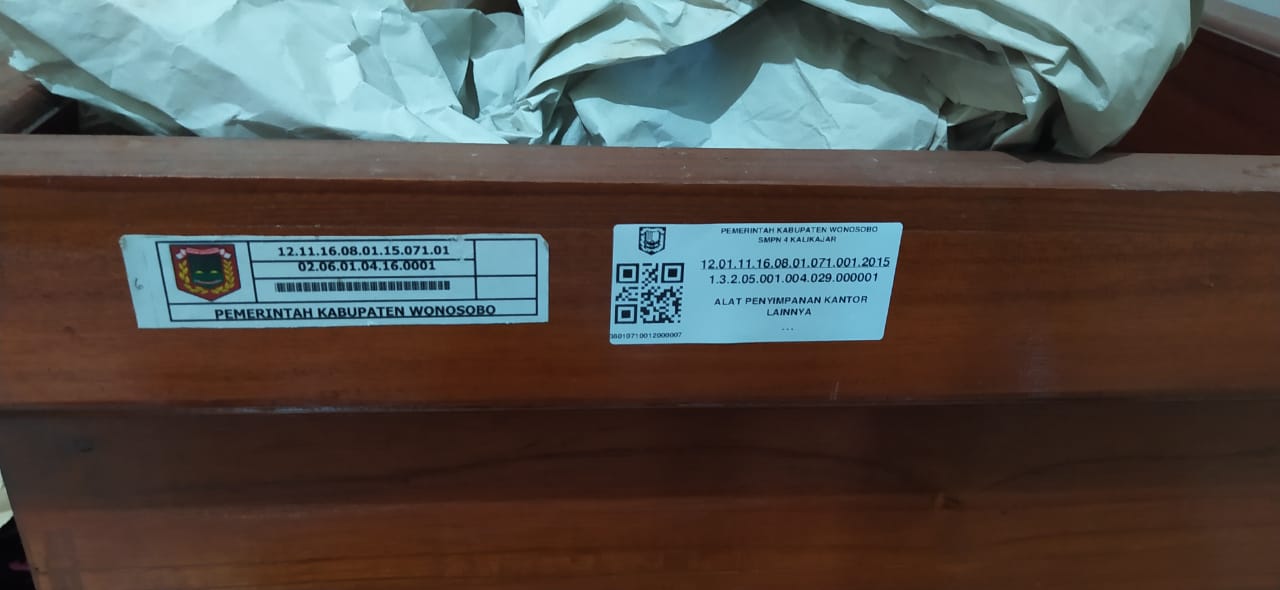 12.11.16.08.01.15.071.01
02.06.01.04.16.0001
PEMERINTAH KABUPATEN WONOSOBO
PEMERINTAH KABUPATEN WONOSOBO
SMPN 4 KALIKAJAR
12.01.11.16.08.01.071.001.2015
1.3.2.05.001.004.029.000001
ALAT PENYIMPANAN KANTOR
LAINNYA
...